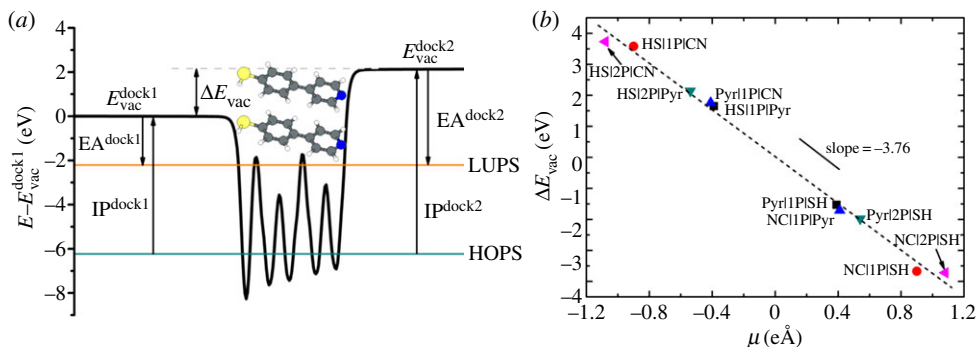 (a)
4
2
0
−2
−4
−6
−8
E–E_vac^dock1 (eV)
E_vac^dock1
E_vac^dock2
ΔE_vac
EA^dock1
EA^dock2
IP^dock1
IP^dock2
LUPS
HOPS
(b)
4
3
2
1
0
−1
−2
−3
−4
ΔE_vac (eV)
HS|1P|CN
HS|2P|CN
HS|2P|Pyr
Pyr|1P|CN
HS|1P|Pyr
slope = −3.76
Pyr|1P|SH
NC|1P|Pyr
Pyr|2P|SH
NC|2P|SH
NC|1P|SH
−1.2
−0.8
−0.4
0
0.4
0.8
1.2
μ (eÅ)